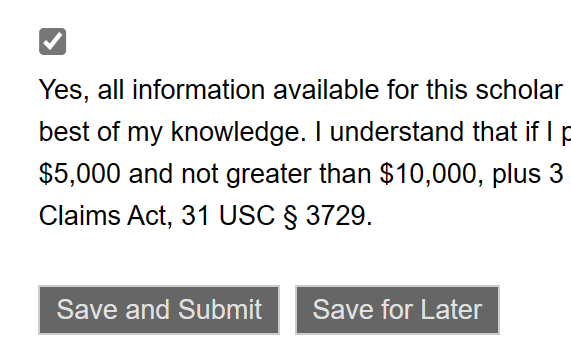 Yes, all information available for this scholar
best of my knowledge. I understand that if I
$5,000 and not greater than $10,000, plus 3
Claims Act, 31 USC § 3729.
Save and Submit
Save for Later